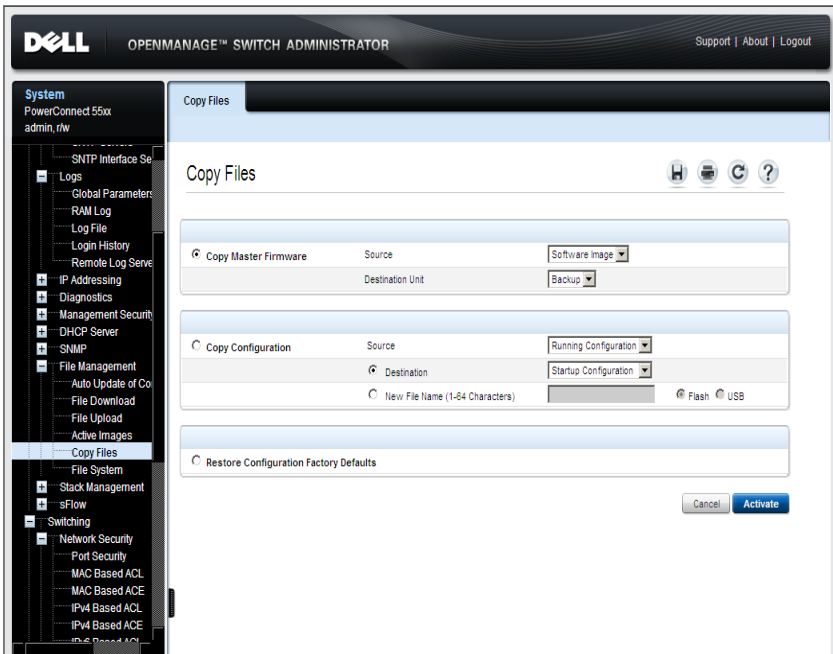 DELL
OPENMANAGE™ SWITCH ADMINISTRATOR
Support | About | Logout
System
PowerConnect 55xx
admin, r/w
SNTP Interface Se
Logs
Global Parameters
RAM Log
Log File
Login History
Remote Log Serve
IP Addressing
Diagnostics
Management Security
DHCP Server
SNMP
File Management
Auto Update of Co
File Download
File Upload
Active Images
Copy Files
File System
Stack Management
sFlow
Switching
Network Security
Port Security
MAC Based ACL
MAC Based ACE
IPv4 Based ACL
IPv4 Based ACE
Copy Files
Copy Files
Copy Master Firmware Source Software Image
Destination Unit Backup
Copy Configuration Source Running Configuration
Destination Startup Configuration
New File Name (1-64 Characters) Flash USB
Restore Configuration Factory Defaults
Cancel Activate